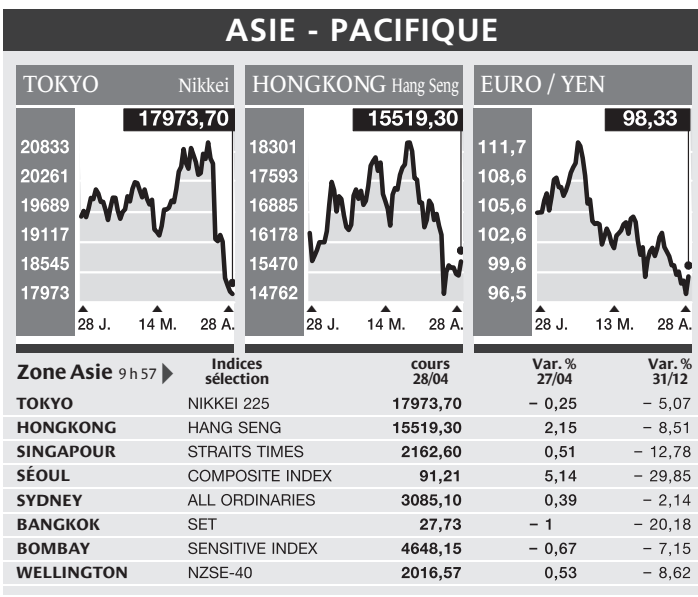 ASIE - PACIFIQUE
TOKYO Nikkei
17973,70
20833
20261
19689
19117
18545
17973
28 J. 14 M. 28 A.
HONGKONG Hang Seng
15519,30
18301
17593
16885
16178
15470
14762
28 J. 14 M. 28 A.
EURO / YEN
98,33
111,7
108,6
105,6
102,6
99,6
96,5
28 J. 13 M. 28 A.
Zone Asie 9 h 57 Indices sélection cours 28/04 Var. % 27/04 Var. % 31/12
TOKYO NIKKEI 225 17973,70 – 0,25 – 5,07
HONGKONG HANG SENG 15519,30 2,15 – 8,51
SINGAPOUR STRAITS TIMES 2162,60 0,51 – 12,78
SÉOUL COMPOSITE INDEX 91,21 5,14 – 29,85
SYDNEY ALL ORDINARIES 3085,10 0,39 – 2,14
BANGKOK SET 27,73 – 1 – 20,18
BOMBAY SENSITIVE INDEX 4648,15 – 0,67 – 7,15
WELLINGTON NZSE-40 2016,57 0,53 – 8,62